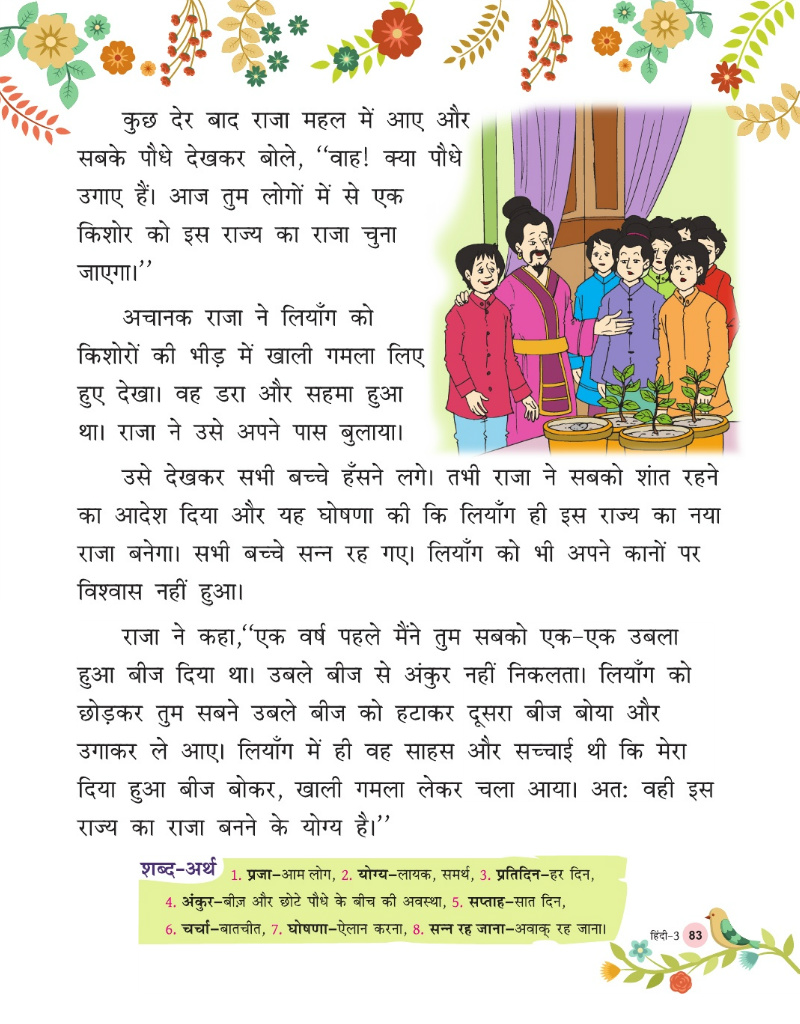 कुछ देर बाद राजा महल में आए और
सबके पौधे देखकर बोले, ‘‘वाह! क्या पौधे
उगाए हैं। आज तुम लोगों में से एक
किशोर को इस राज्य का राजा चुना
जाएगा।’’
अचानक राजा ने लियाँग को
किशोरों की भीड़ में खाली गमला लिए
हुए देखा। वह डरा और सहमा हुआ
था। राजा ने उसे अपने पास बुलाया।
उसे देखकर सभी बच्चे हँसने लगे। तभी राजा ने सबको शांत रहने
का आदेश दिया और यह घोषणा की कि लियाँग ही इस राज्य का नया
राजा बनेगा। सभी बच्चे सन्न रह गए। लियाँग को भी अपने कानों पर
विश्वास नहीं हुआ।
राजा ने कहा,‘‘एक वर्ष पहले मैंने तुम सबको एक-एक उबला
हुआ बीज दिया था। उबले बीज से अंकुर नहीं निकलता। लियाँग को
छोड़कर तुम सबने उबले बीज को हटाकर दूसरा बीज बोया और
उगाकर ले आए। लियाँग में ही वह साहस और सच्चाई थी कि मेरा
दिया हुआ बीज बोकर, खाली गमला लेकर चला आया। अतः वही इस
राज्य का राजा बनने के योग्य है।’’
शब्द-अर्थ 1. प्रजा–आम लोग, 2. योग्य–लायक, समर्थ, 3. प्रतिदिन–हर दिन,
4. अंकुर–बीज़ और छोटे पौधे के बीच की अवस्था, 5. सप्ताह–सात दिन,
6. चर्चा–बातचीत, 7. घोषणा–ऐलान करना, 8. सन्न रह जाना–अवाक् रह जाना।
हिंदी-3 83